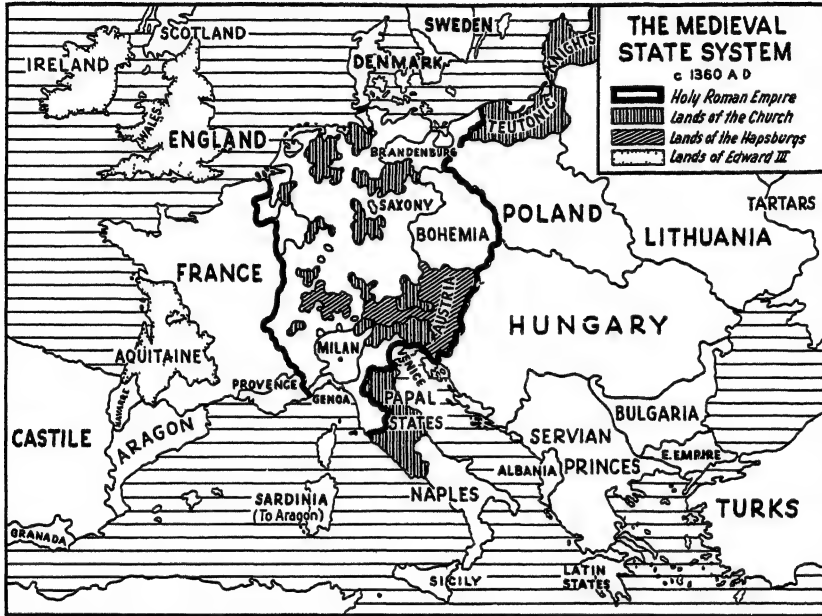 THE MEDIEVAL
STATE SYSTEM
c 1360 A D
Holy Roman Empire
Lands of the Church
Lands of the Hapsburgs
Lands of Edward III
SCOTLAND
IRELAND
WALES
ENGLAND
SWEDEN
DENMARK
TEUTONIC
KNIGHTS
BRANDENBURG
SAXONY
BOHEMIA
POLAND
LITHUANIA
TARTARS
FRANCE
AUSTRIA
HUNGARY
MILAN
VENICE
AQUITAINE
PROVENCE
GENOA
PAPAL
STATES
NAVARRE
CASTILE
ARAGON
GRANADA
SARDINIA
(To Aragon)
NAPLES
SICILY
SERVIAN
PRINCES
BULGARIA
ALBANIA
E. EMPIRE
LATIN
STATES
TURKS